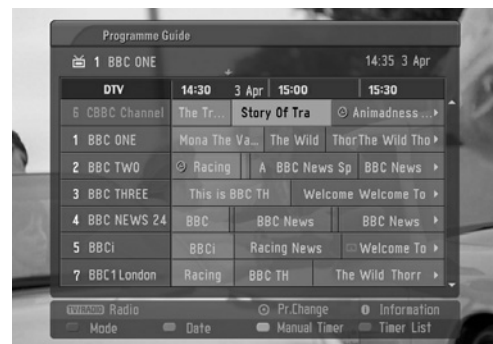 Programme Guide
1 BBC ONE 14:35 3 Apr
DTV 14:30 3 Apr 15:00 15:30
6 CBBC Channel The Tr... Story Of Tra Animadness ...
1 BBC ONE Mona The Va... The Wild Thor The Wild Tho
2 BBC TWO Racing A BBC News Sp BBC News
3 BBC THREE This is BBC TH Welcome Welcome To
4 BBC NEWS 24 BBC BBC News BBC News
5 BBCi BBCi Racing News Welcome To
7 BBC1 London Racing BBC TH The Wild Thorr
TV/RADIO Radio Pr.Change Information
Mode Date Manual Timer Timer List